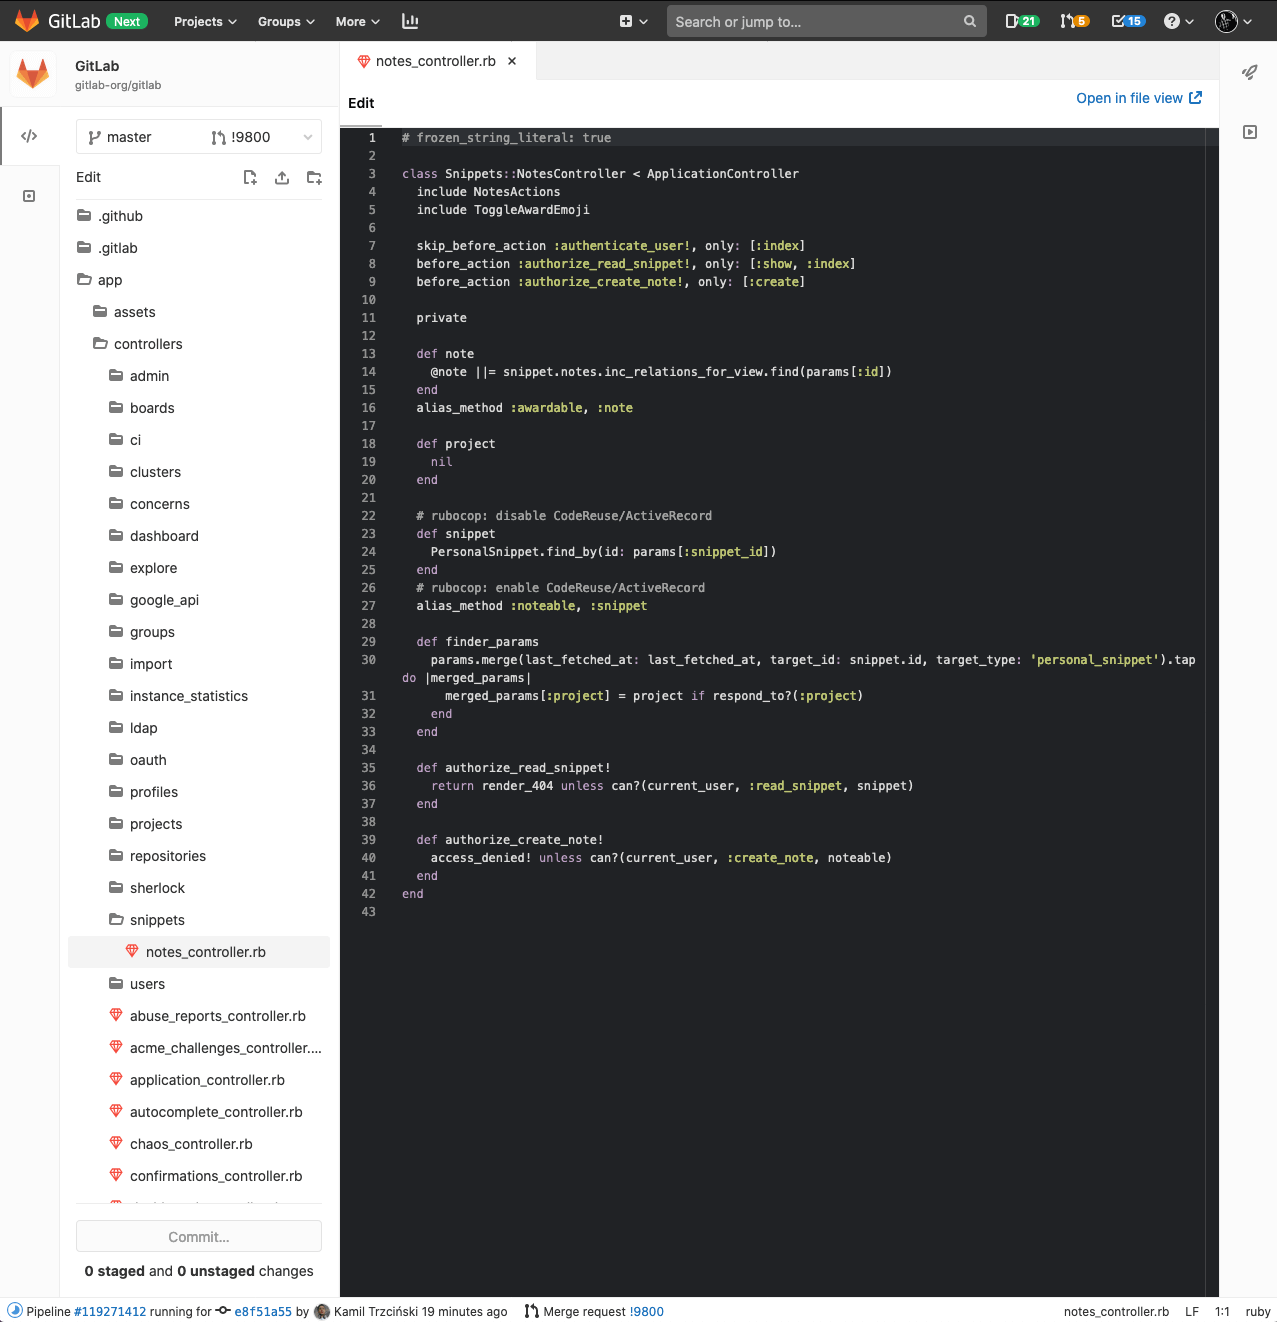 GitLab Next Projects Groups More Search or jump to... 21 5 15
GitLab
gitlab-org/gitlab
notes_controller.rb
Edit
Open in file view
master !9800
Edit
.github
.gitlab
app
assets
controllers
admin
boards
ci
clusters
concerns
dashboard
explore
google_api
groups
import
instance_statistics
ldap
oauth
profiles
projects
repositories
sherlock
snippets
notes_controller.rb
users
abuse_reports_controller.rb
acme_challenges_controller....
application_controller.rb
autocomplete_controller.rb
chaos_controller.rb
confirmations_controller.rb
Commit...
0 staged and 0 unstaged changes
1 # frozen_string_literal: true
2
3 class Snippets::NotesController < ApplicationController
4 include NotesActions
5 include ToggleAwardEmoji
6
7 skip_before_action :authenticate_user!, only: [:index]
8 before_action :authorize_read_snippet!, only: [:show, :index]
9 before_action :authorize_create_note!, only: [:create]
10
11 private
12
13 def note
14 @note ||= snippet.notes.inc_relations_for_view.find(params[:id])
15 end
16 alias_method :awardable, :note
17
18 def project
19 nil
20 end
21
22 # rubocop: disable CodeReuse/ActiveRecord
23 def snippet
24 PersonalSnippet.find_by(id: params[:snippet_id])
25 end
26 # rubocop: enable CodeReuse/ActiveRecord
27 alias_method :noteable, :snippet
28
29 def finder_params
30 params.merge(last_fetched_at: last_fetched_at, target_id: snippet.id, target_type: 'personal_snippet').tap
do |merged_params|
31 merged_params[:project] = project if respond_to?(:project)
32 end
33 end
34
35 def authorize_read_snippet!
36 return render_404 unless can?(current_user, :read_snippet, snippet)
37 end
38
39 def authorize_create_note!
40 access_denied! unless can?(current_user, :create_note, noteable)
41 end
42 end
43
Pipeline #119271412 running for e8f51a55 by Kamil Trzciński 19 minutes ago Merge request !9800 notes_controller.rb LF 1:1 ruby